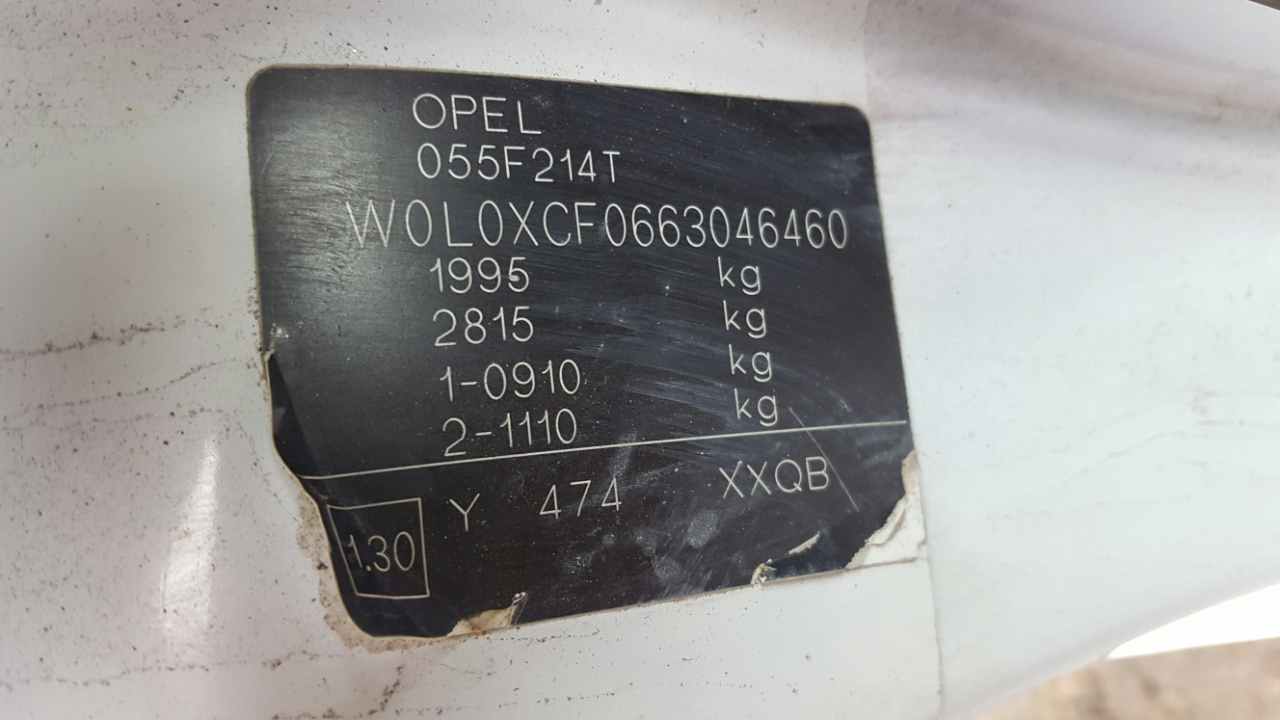 OPEL
055F214T
W0L0XCF0663046460
1995 kg
2815 kg
1-0910 kg
2-1110 kg
1.30 Y 474 XXQB